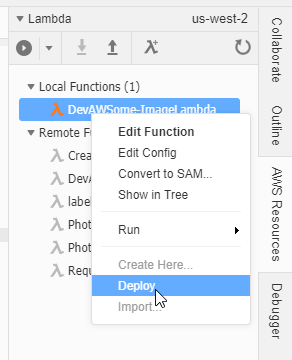 Lambda us-west-2
Local Functions (1)
DevAWSome-ImageLambda
Remote Fu
Crea
DevA
label
Phot
Phot
Requ
Edit Function
Edit Config
Convert to SAM...
Show in Tree
Run
Create Here...
Deploy
Import...
Collaborate
Outline
AWS Resources
Debugger